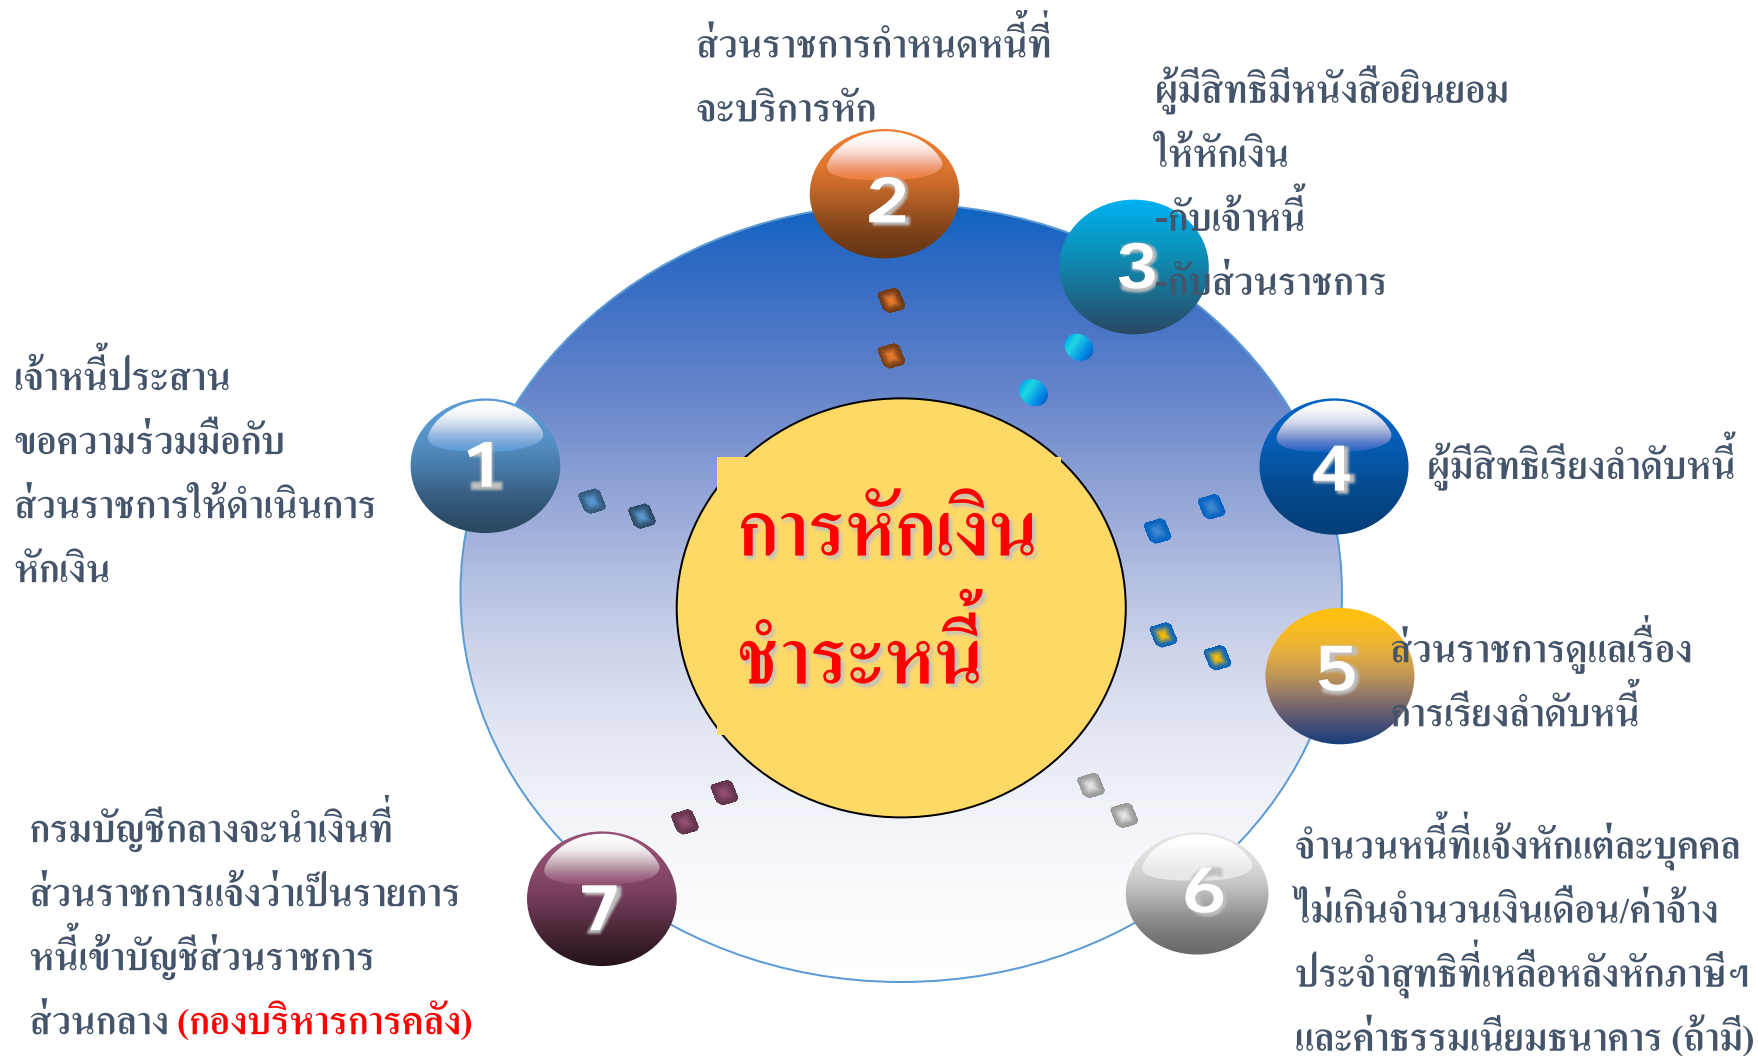 ส่วนราชการกำหนดหนี้ที่
จะบริการหัก
2
ผู้มีสิทธิมีหนังสือยินยอม
ให้หักเงิน
-กับเจ้าหนี้
-กับส่วนราชการ
3
เจ้าหนี้ประสาน
ขอความร่วมมือกับ
ส่วนราชการให้ดำเนินการ
หักเงิน
1
4
ผู้มีสิทธิเรียงลำดับหนี้
การหักเงิน
ชำระหนี้
5
ส่วนราชการดูแลเรื่อง
การเรียงลำดับหนี้
6
จำนวนหนี้ที่แจ้งหักแต่ละบุคคล
ไม่เกินจำนวนเงินเดือน/ค่าจ้าง
ประจำสุทธิที่เหลือหลังหักภาษีฯ
และค่าธรรมเนียมธนาคาร (ถ้ามี)
7
กรมบัญชีกลางจะนำเงินที่
ส่วนราชการแจ้งว่าเป็นรายการ
หนี้เข้าบัญชีส่วนราชการ
ส่วนกลาง (กองบริหารการคลัง)